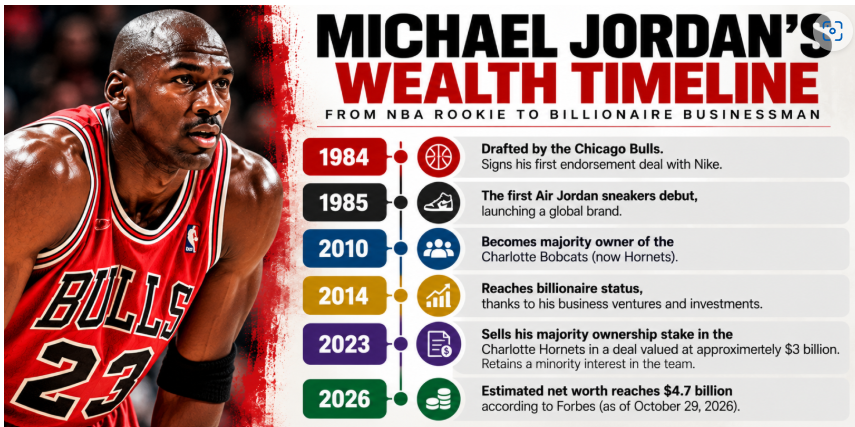 MICHAEL JORDAN'S
WEALTH TIMELINE
FROM NBA ROOKIE TO BILLIONAIRE BUSINESSMAN
1984
Drafted by the Chicago Bulls.
Signs his first endorsement deal with Nike.
1985
The first Air Jordan sneakers debut,
launching a global brand.
2010
Becomes majority owner of the
Charlotte Bobcats (now Hornets).
2014
Reaches billionaire status,
thanks to his business ventures and investments.
2023
Sells his majority ownership stake in the
Charlotte Hornets in a deal valued at approximertely $3 billion.
Retains a minority interest in the team.
2026
Estimated net worth reaches $4.7 billion
according to Forbes (as of October 29, 2026).
BULLS
23